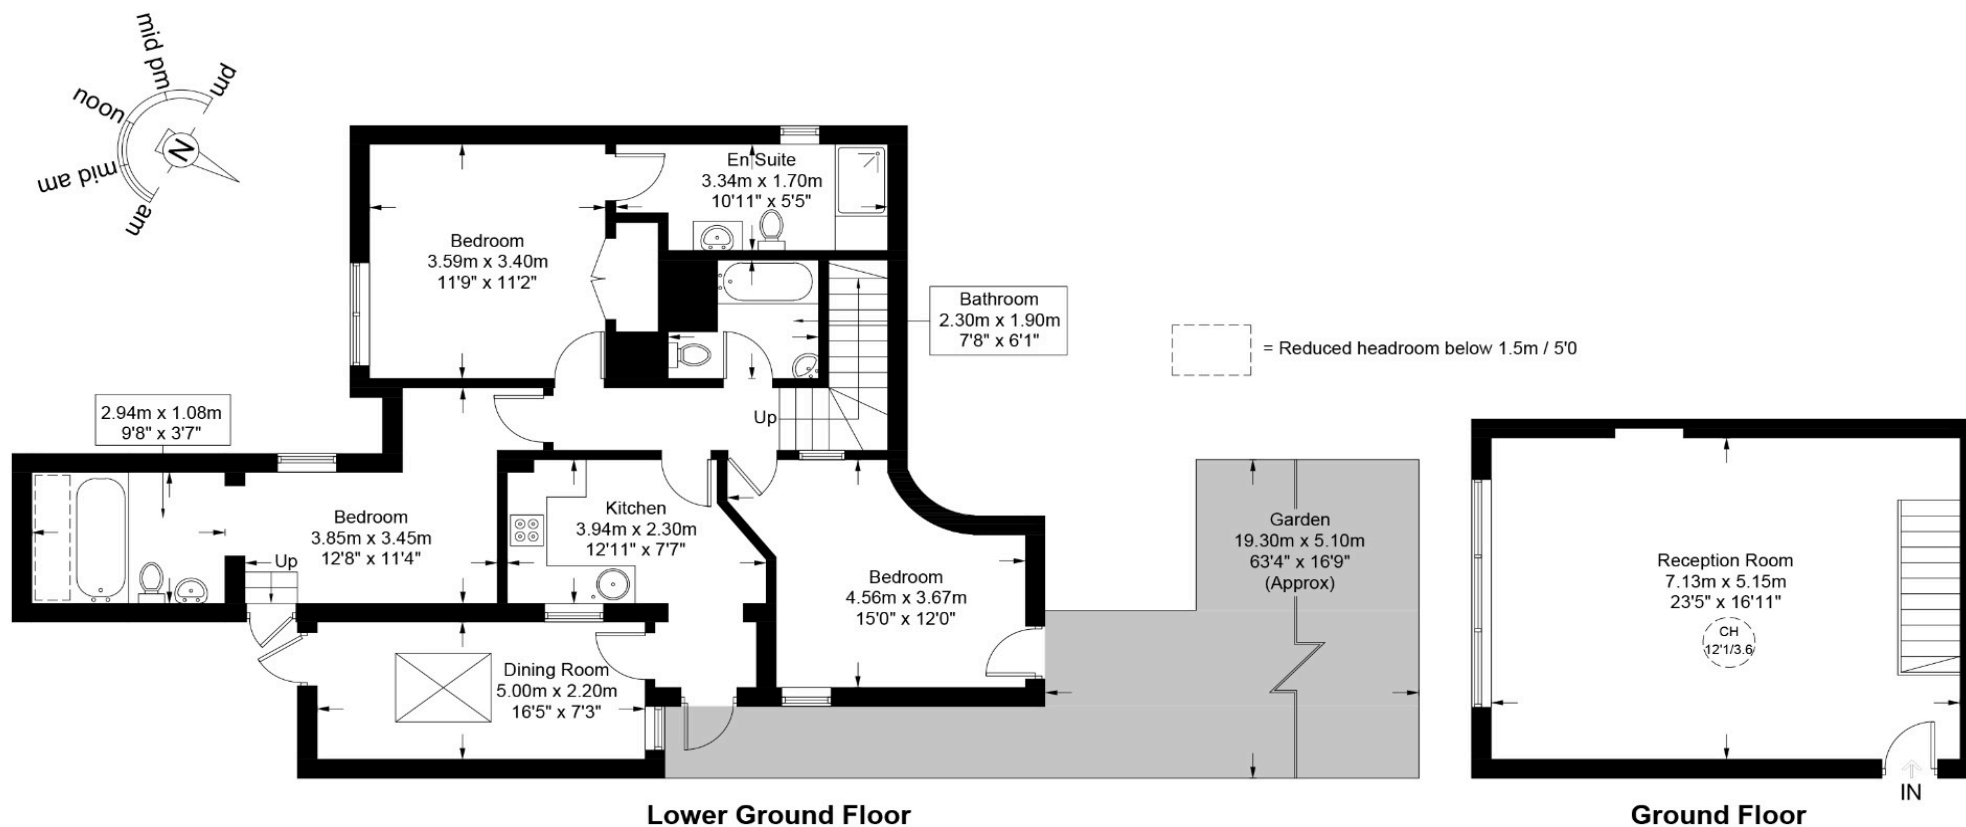 mid pm
pm
noon
mid am
am
N
En Suite
3.34m x 1.70m
10'11" x 5'5"
Bedroom
3.59m x 3.40m
11'9" x 11'2"
Bathroom
2.30m x 1.90m
7'8" x 6'1"
= Reduced headroom below 1.5m / 5'0
2.94m x 1.08m
9'8" x 3'7"
Up
Bedroom
3.85m x 3.45m
12'8" x 11'4"
Up
Kitchen
3.94m x 2.30m
12'11" x 7'7"
Bedroom
4.56m x 3.67m
15'0" x 12'0"
Garden
19.30m x 5.10m
63'4" x 16'9"
(Approx)
Reception Room
7.13m x 5.15m
23'5" x 16'11"
CH
12'1/3.6
Dining Room
5.00m x 2.20m
16'5" x 7'3"
IN
Lower Ground Floor
Ground Floor